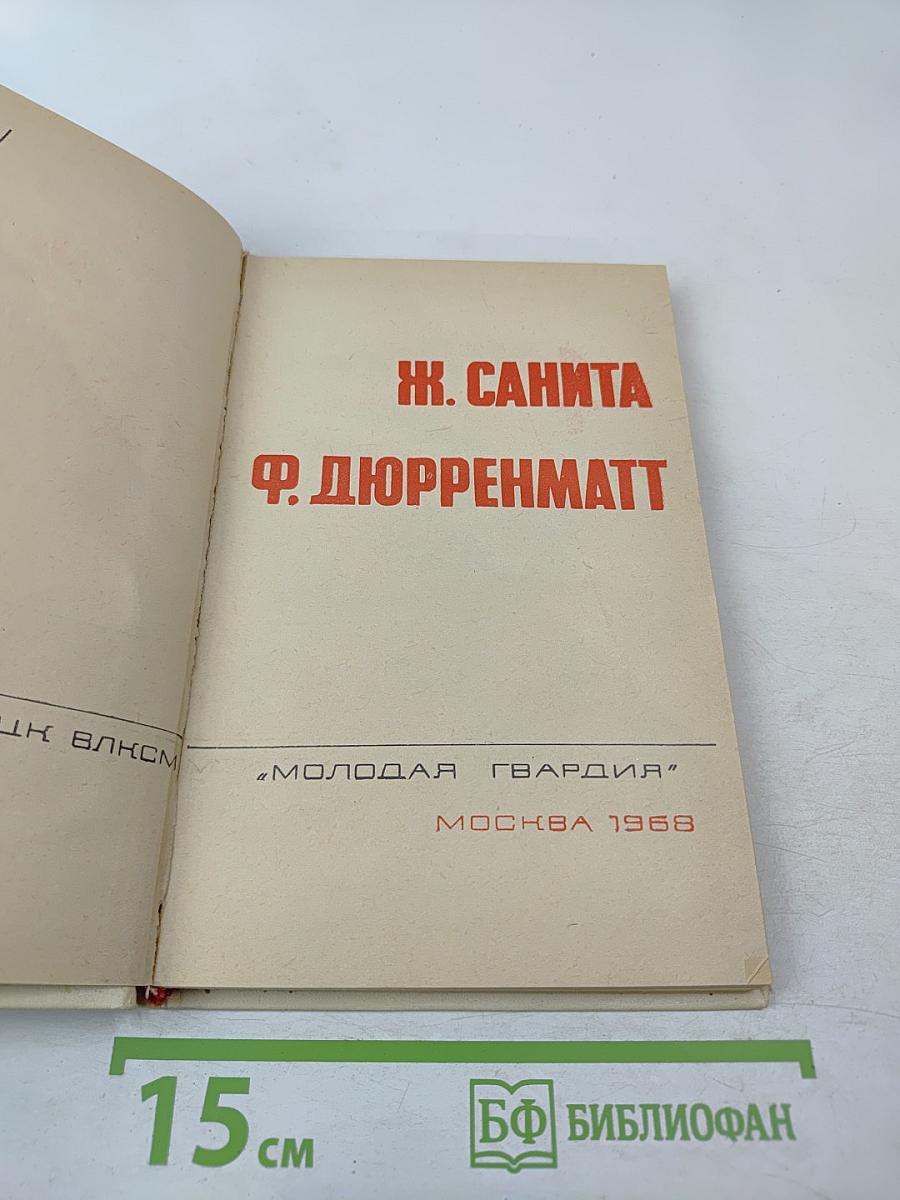 Ж. САНИТА
Ф. ДЮРРЕНМАТТ
ЦК ВЛКСМ
„МОЛОДАЯ ГВАРДИЯ”
МОСКВА 1968
15 см
БФ БИБЛИОФАН